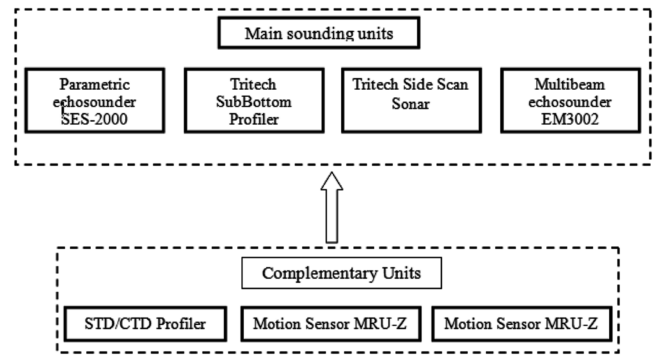 Main sounding units
Parametric
echosounder
SES-2000
Tritech
SubBottom
Profiler
Tritech Side Scan
Sonar
Multibeam
echosounder
EM3002
Complementary Units
STD/CTD Profiler
Motion Sensor MRU-Z
Motion Sensor MRU-Z